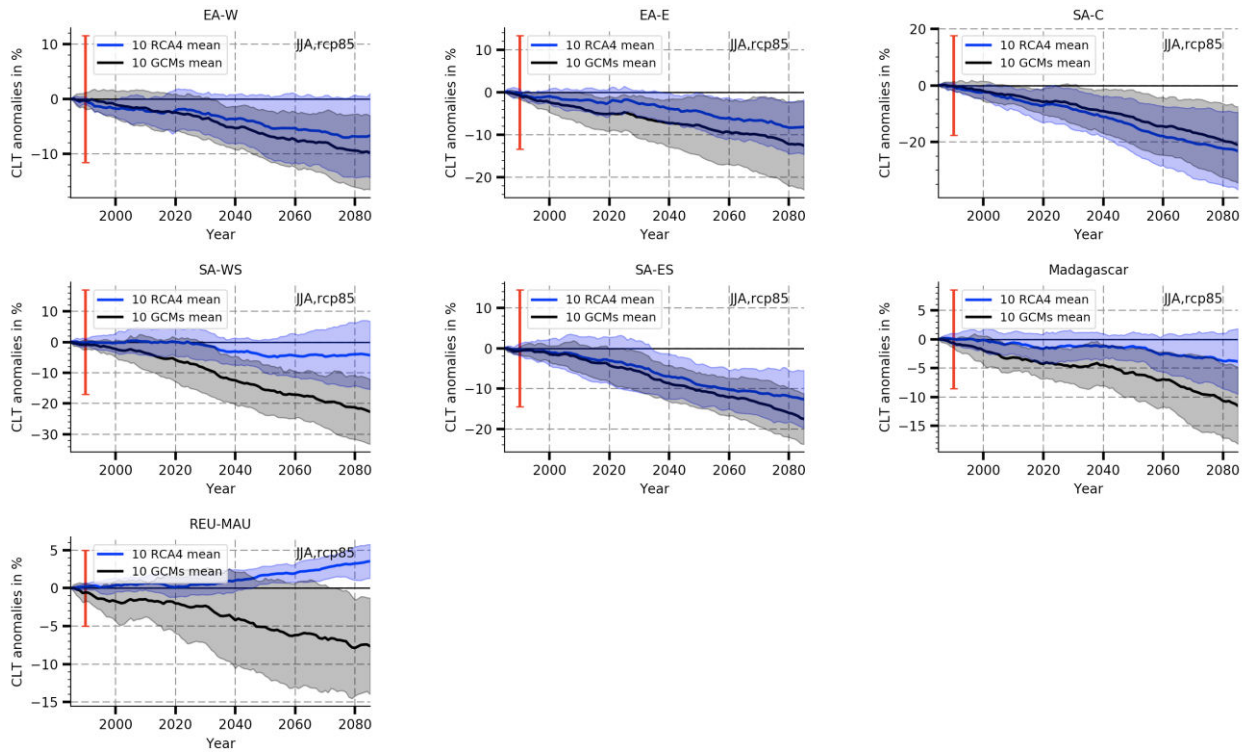 EA-W
CLT anomalies in %
10
0
−10
10 RCA4 mean
10 GCMs mean
JJA,rcp85
2000 2020 2040 2060 2080
Year
EA-E
CLT anomalies in %
10
0
−10
−20
10 RCA4 mean
10 GCMs mean
JJA,rcp85
2000 2020 2040 2060 2080
Year
SA-C
CLT anomalies in %
20
0
−20
10 RCA4 mean
10 GCMs mean
JJA,rcp85
2000 2020 2040 2060 2080
Year
SA-WS
CLT anomalies in %
10
0
−10
−20
−30
10 RCA4 mean
10 GCMs mean
JJA,rcp85
2000 2020 2040 2060 2080
Year
SA-ES
CLT anomalies in %
10
0
−10
−20
10 RCA4 mean
10 GCMs mean
JJA,rcp85
2000 2020 2040 2060 2080
Year
Madagascar
CLT anomalies in %
5
0
−5
−10
−15
10 RCA4 mean
10 GCMs mean
JJA,rcp85
2000 2020 2040 2060 2080
Year
REU-MAU
CLT anomalies in %
5
0
−5
−10
−15
10 RCA4 mean
10 GCMs mean
JJA,rcp85
2000 2020 2040 2060 2080
Year